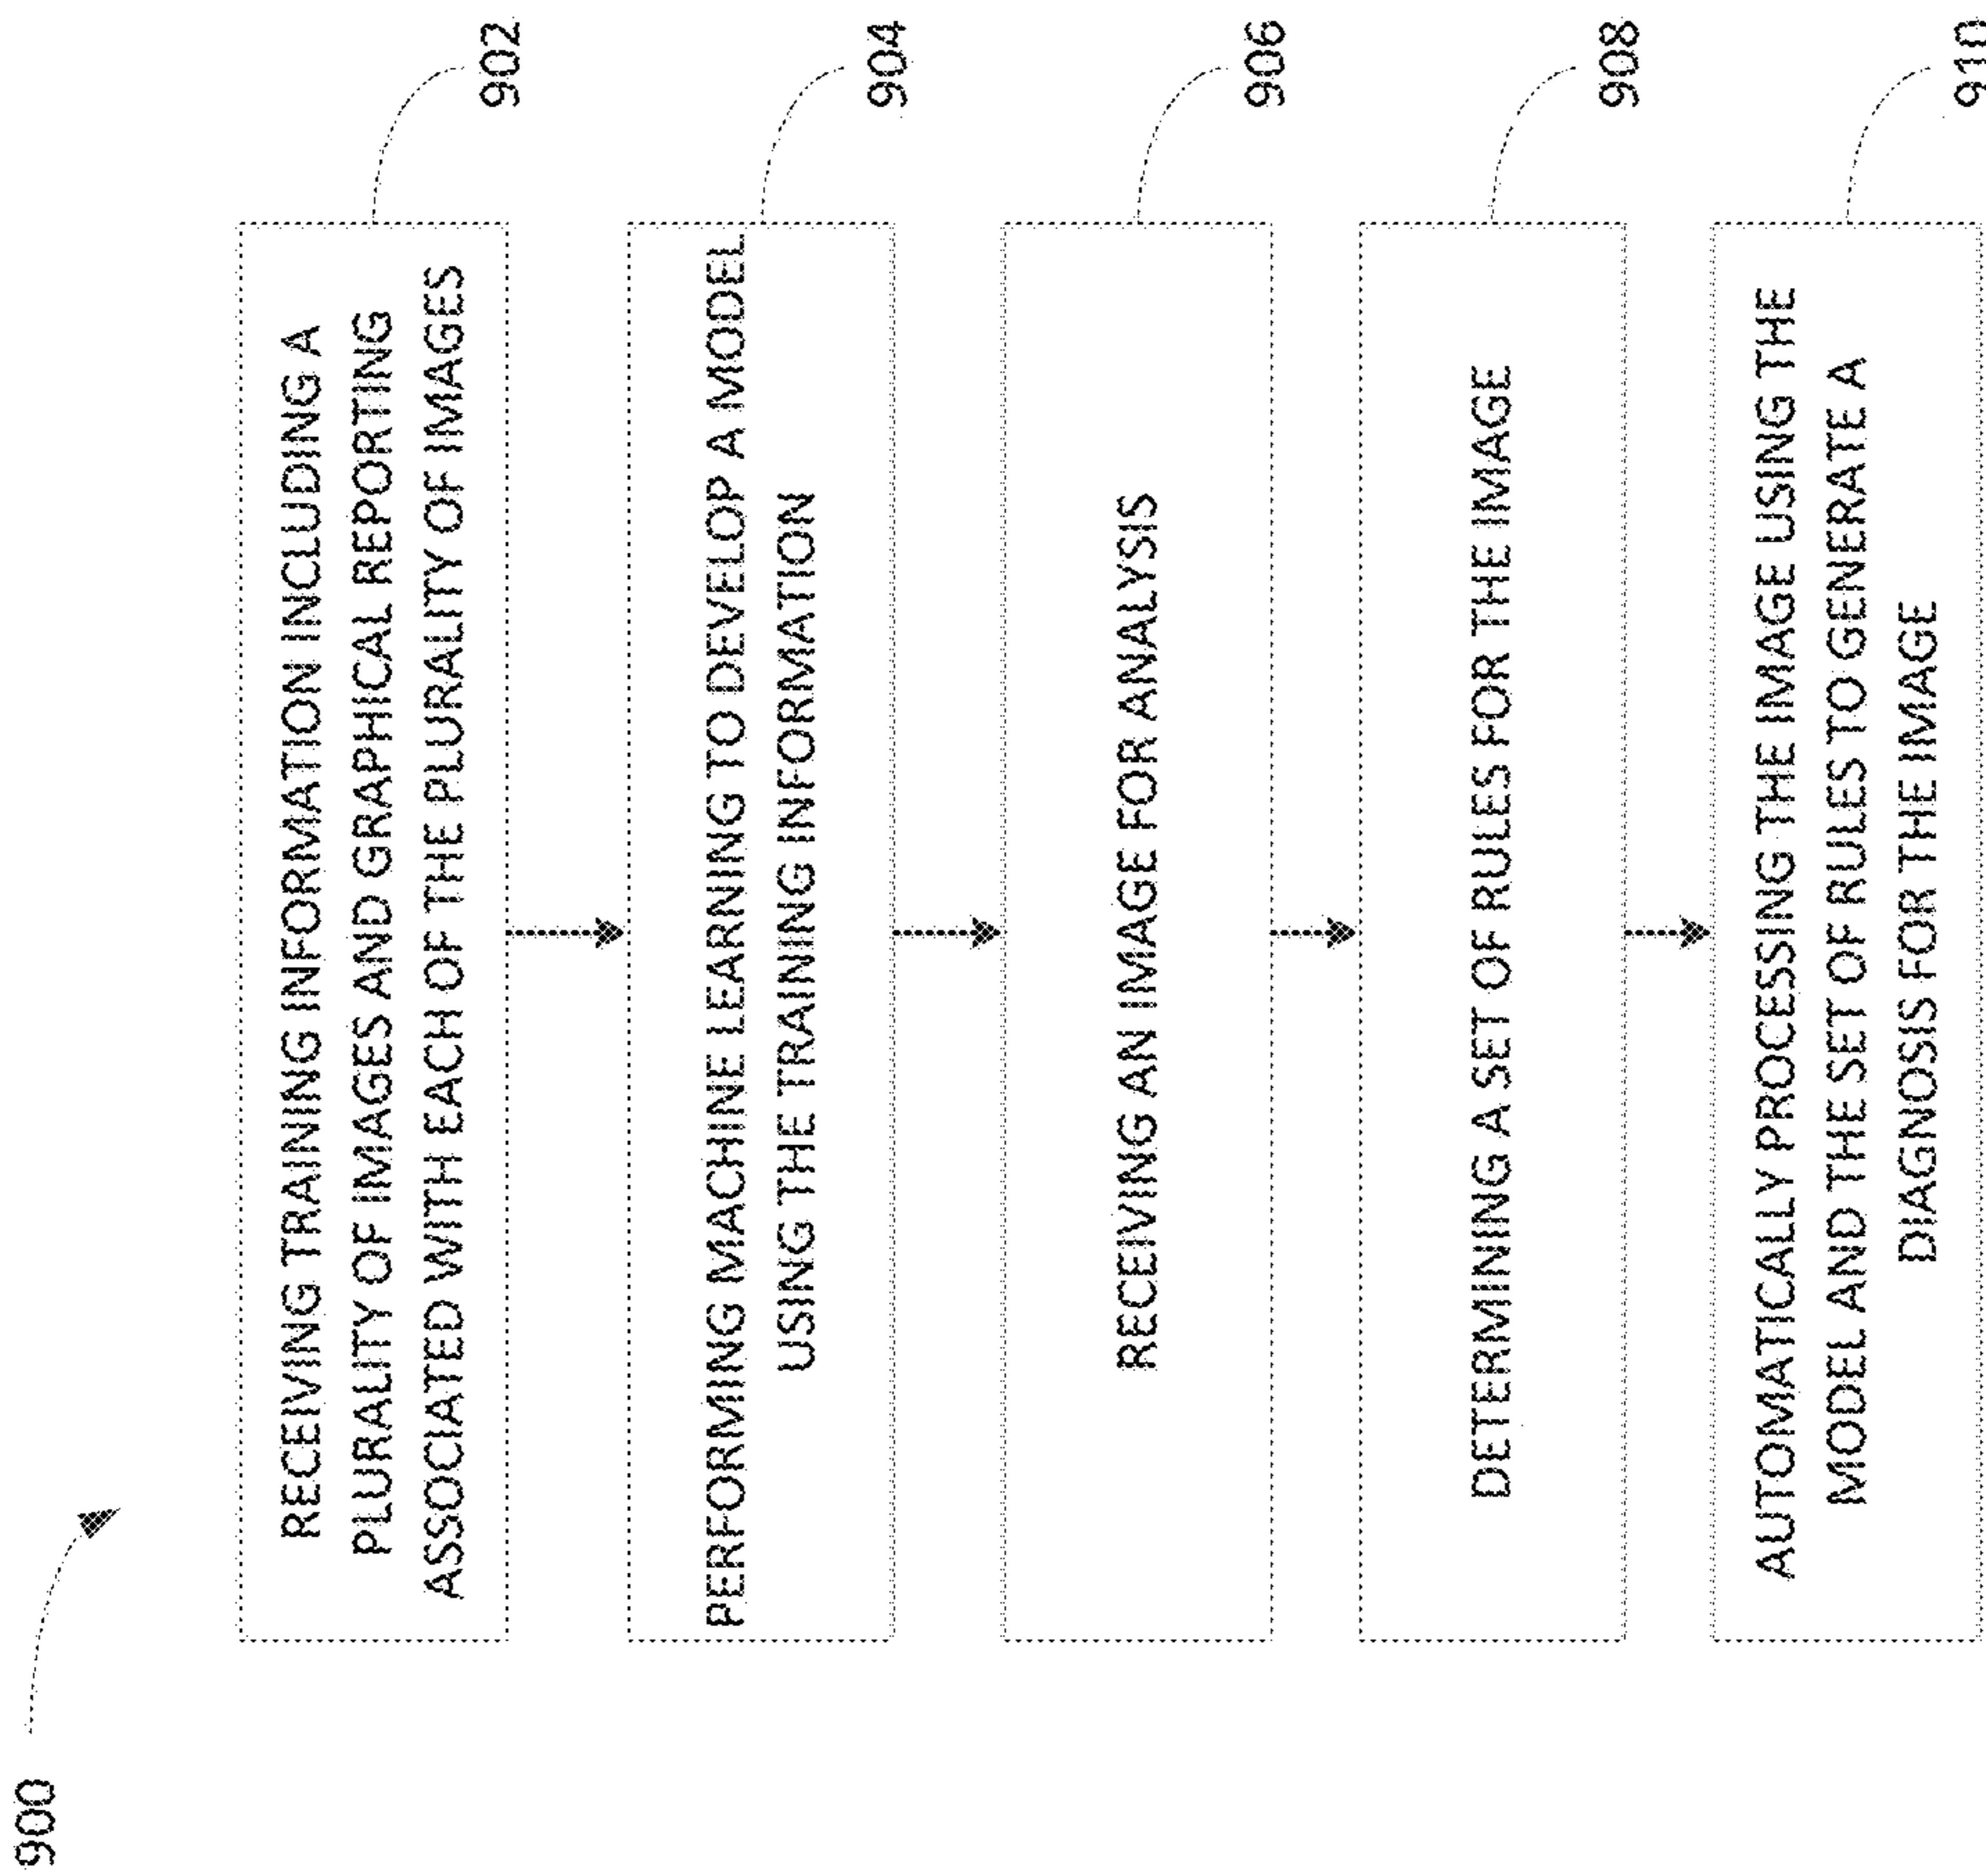 900
RECEIVING TRAINING INFORMATION INCLUDING A
PLURALITY OF IMAGES AND GRAPHICAL REPORTING
ASSOCIATED WITH EACH OF THE PLURALITY OF IMAGES
902
PERFORMING MACHINE LEARNING TO DEVELOP A MODEL
USING THE TRAINING INFORMATION
904
RECEIVING AN IMAGE FOR ANALYSIS
906
DETERMINING A SET OF RULES FOR THE IMAGE
908
AUTOMATICALLY PROCESSING THE IMAGE USING THE
MODEL AND THE SET OF RULES TO GENERATE A
DIAGNOSIS FOR THE IMAGE
910